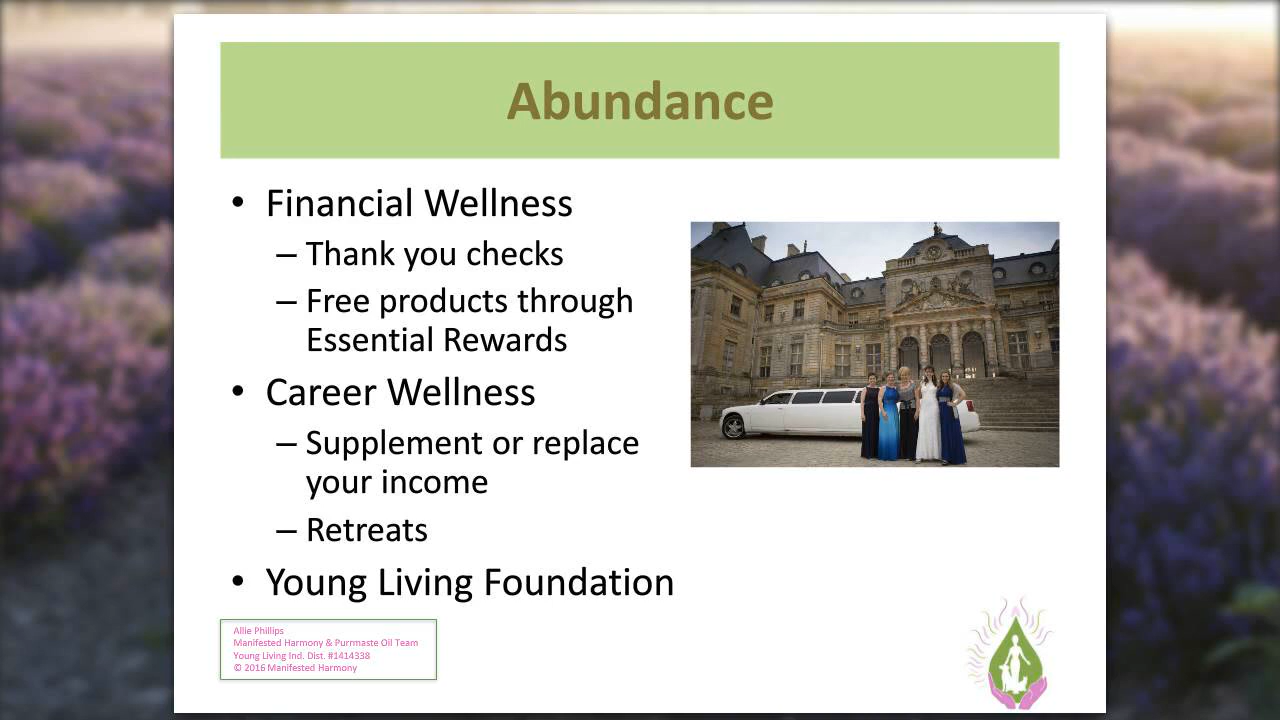 Abundance
• Financial Wellness
– Thank you checks
– Free products through
Essential Rewards
• Career Wellness
– Supplement or replace
your income
– Retreats
• Young Living Foundation
Allie Phillips
Manifested Harmony & Purrmaste Oil Team
Young Living Ind. Dist. #1414338
© 2016 Manifested Harmony